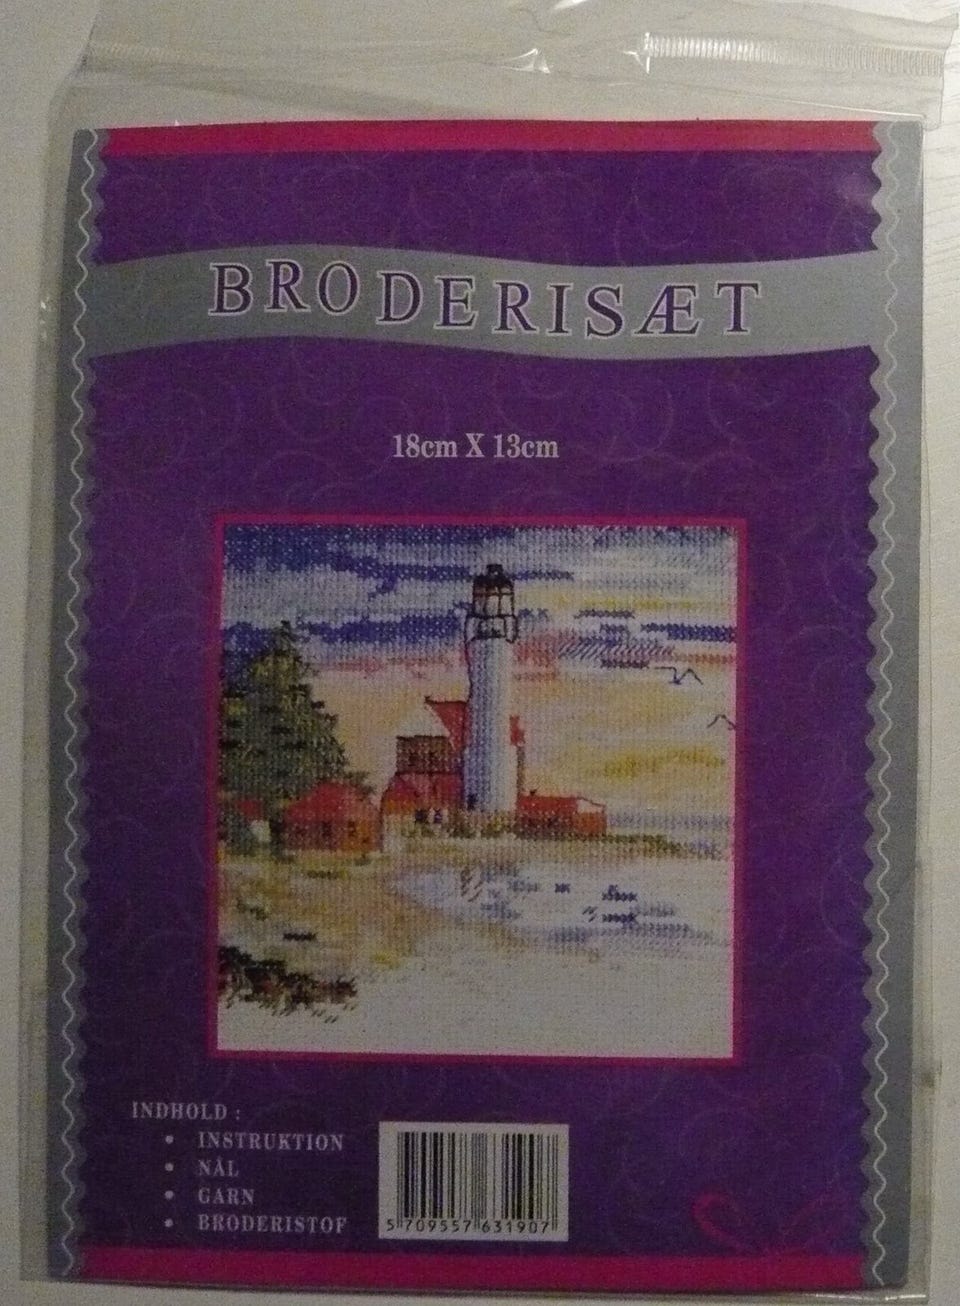 BRODERISÆT
18cm X 13cm
INDHOLD :
• INSTRUKTION
• NÅL
• GARN
• BRODERISTOF
5 709557 631907